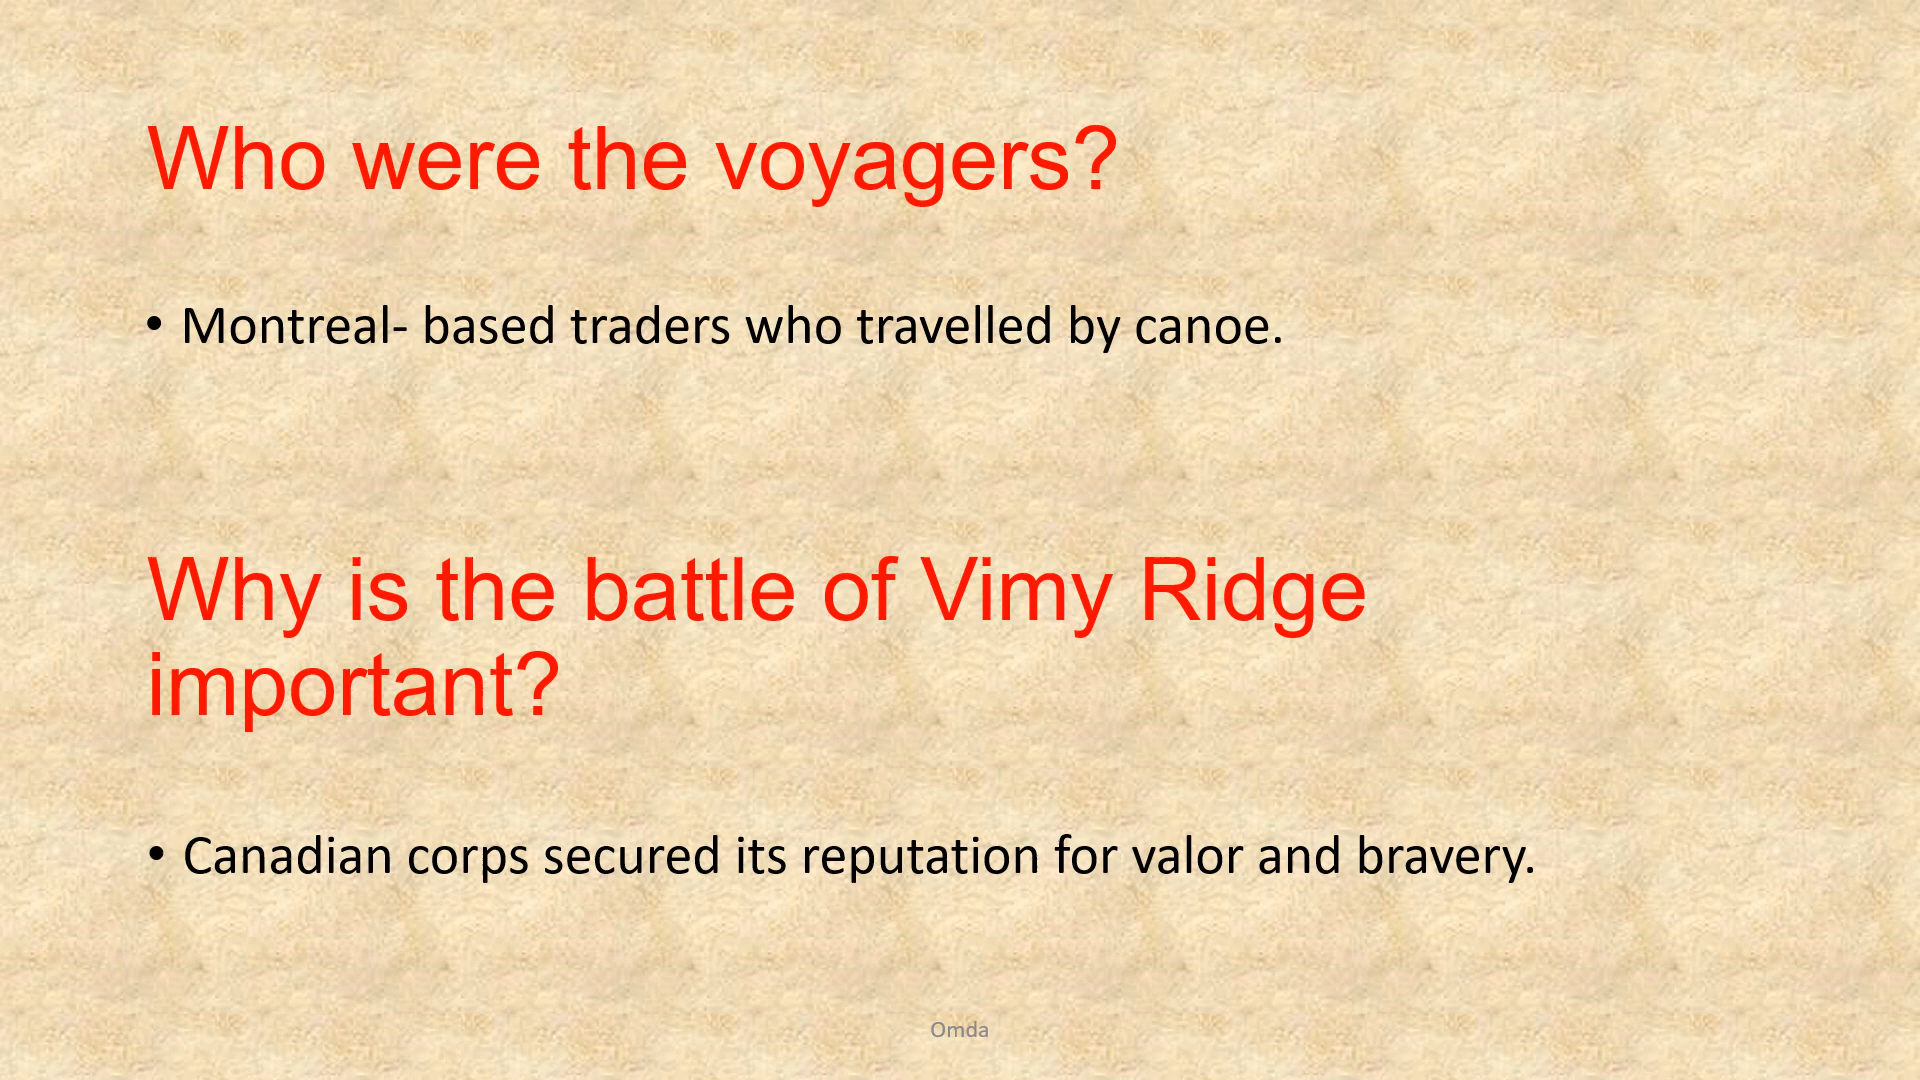 Who were the voyagers?
• Montreal- based traders who travelled by canoe.
Why is the battle of Vimy Ridge
important?
• Canadian corps secured its reputation for valor and bravery.
Omda